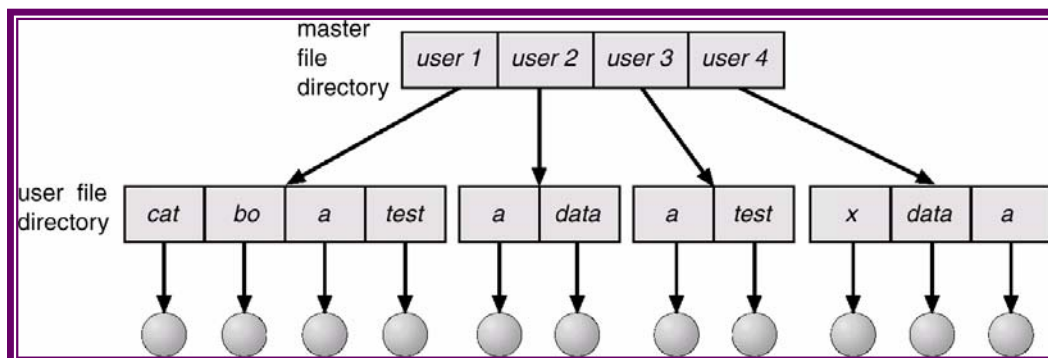 master
file
directory
user 1 user 2 user 3 user 4
user file
directory
cat bo a test a data a test x data a